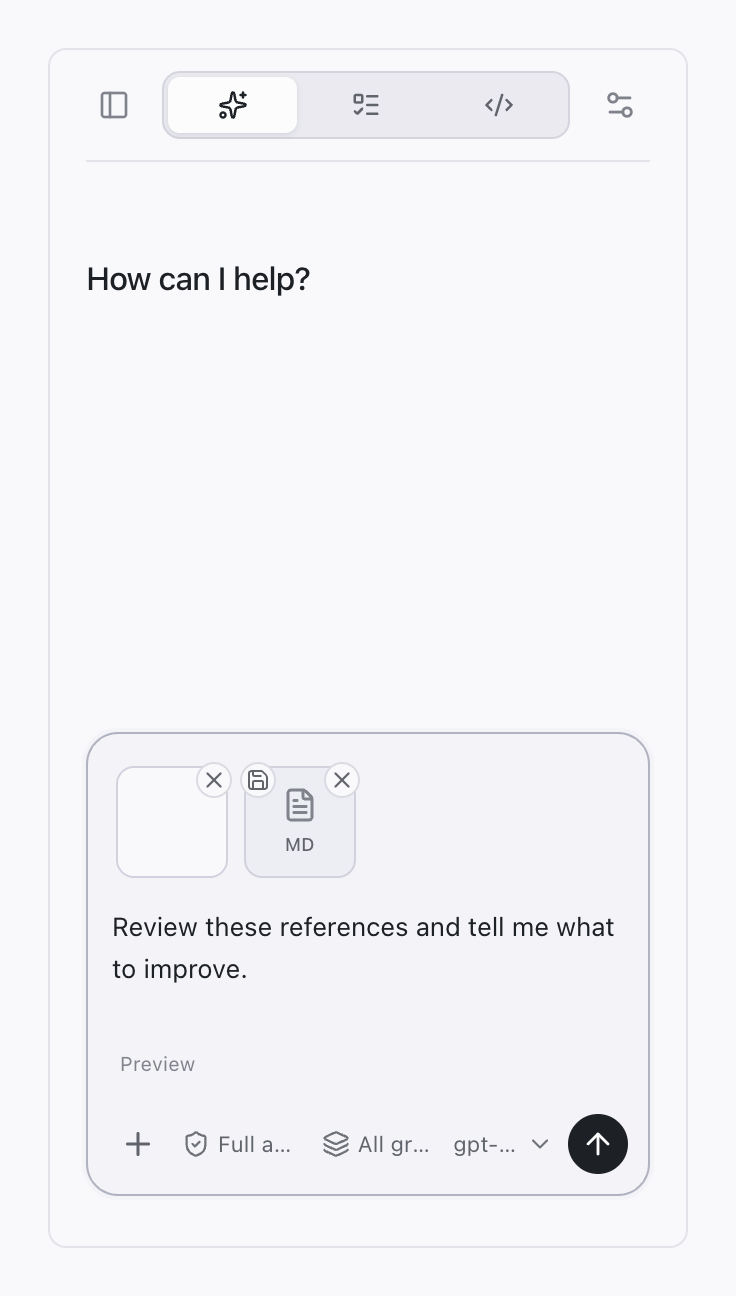 How can I help?
MD
Review these references and tell me what
to improve.
Preview
Full a... All gr... gpt-...